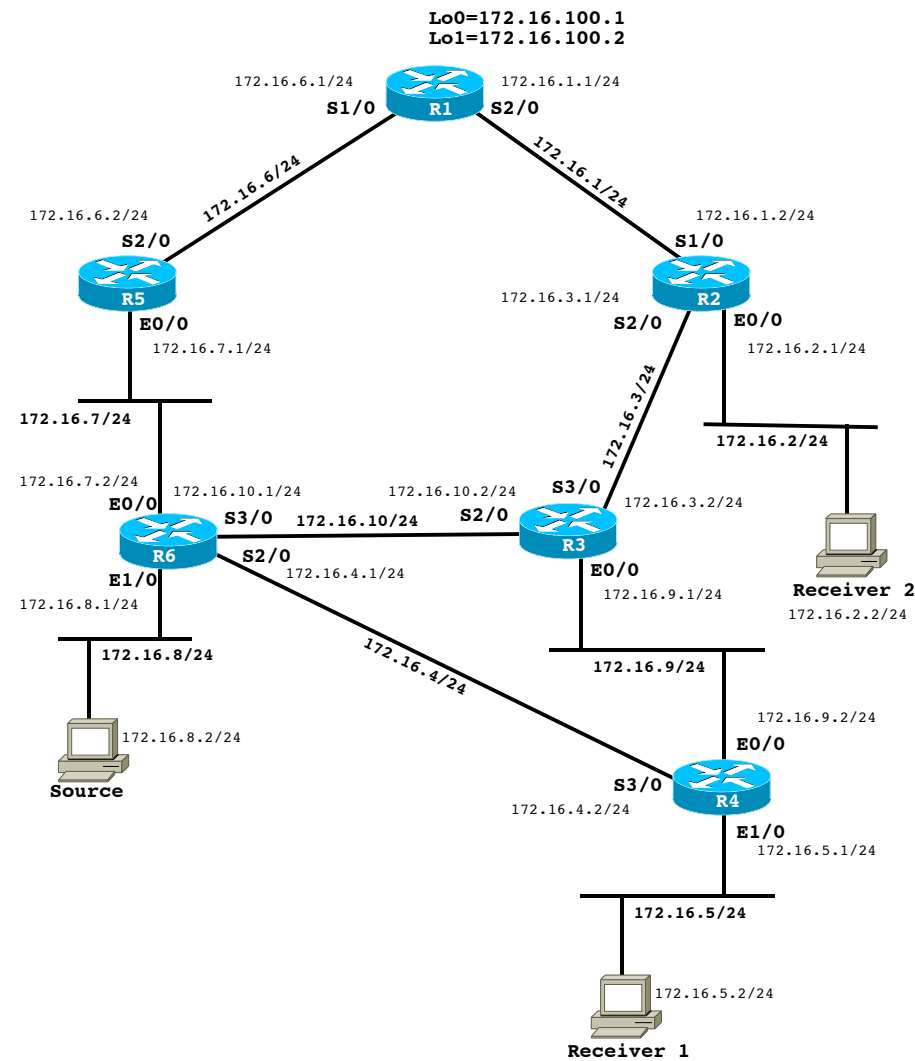 Lo0=172.16.100.1
Lo1=172.16.100.2
172.16.6.1/24
172.16.1.1/24
S1/0
R1
S2/0
172.16.6/24
172.16.1/24
172.16.6.2/24
172.16.1.2/24
S2/0
S1/0
R5
172.16.3.1/24
R2
E0/0
S2/0
E0/0
172.16.7.1/24
172.16.2.1/24
172.16.3/24
172.16.7/24
172.16.2/24
172.16.7.2/24
172.16.10.1/24
172.16.10.2/24
S3/0
E0/0
172.16.3.2/24
S3/0
172.16.10/24
S2/0
R6
S2/0
R3
E1/0
172.16.4.1/24
E0/0
Receiver 2
172.16.8.1/24
172.16.9.1/24
172.16.2.2/24
172.16.8/24
172.16.4/24
172.16.9/24
172.16.9.2/24
172.16.8.2/24
E0/0
Source
S3/0
R4
172.16.4.2/24
E1/0
172.16.5.1/24
172.16.5/24
172.16.5.2/24
Receiver 1